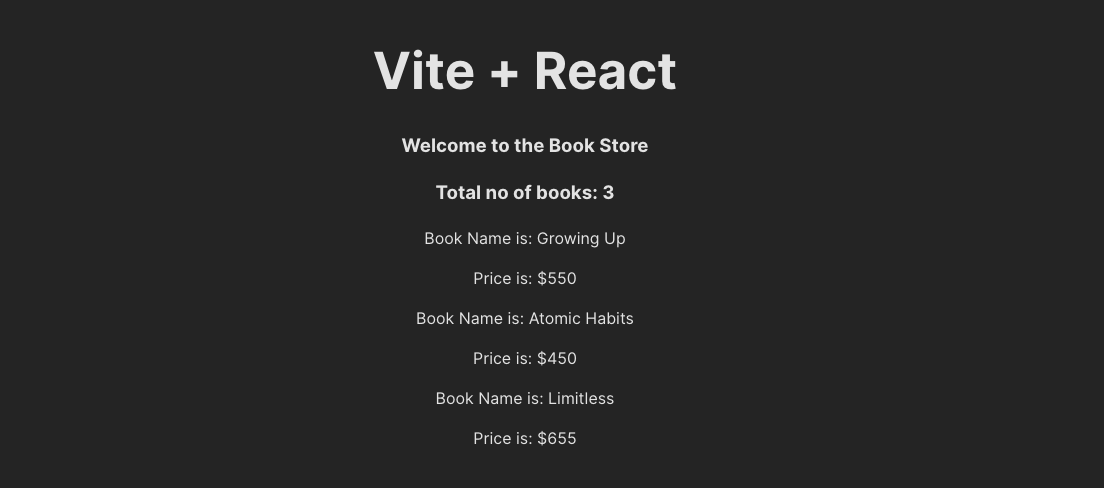 Vite + React
Welcome to the Book Store
Total no of books: 3
Book Name is: Growing Up
Price is: $550
Book Name is: Atomic Habits
Price is: $450
Book Name is: Limitless
Price is: $655